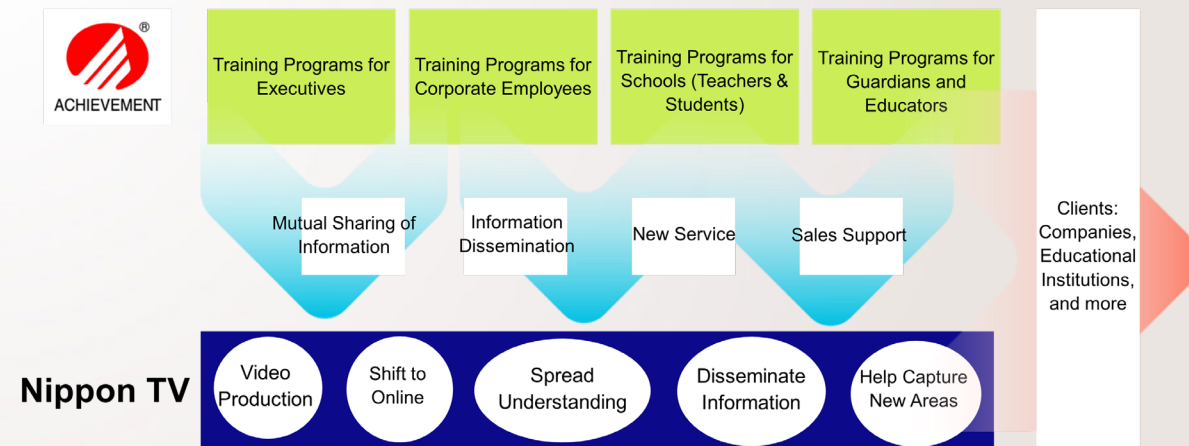 ®
ACHIEVEMENT
Training Programs for
Executives
Training Programs for
Corporate Employees
Training Programs for
Schools (Teachers &
Students)
Training Programs for
Guardians and
Educators
Mutual Sharing of
Information
Information
Dissemination
New Service
Sales Support
Clients:
Companies,
Educational
Institutions,
and more
Nippon TV
Video
Production
Shift to
Online
Spread
Understanding
Disseminate
Information
Help Capture
New Areas